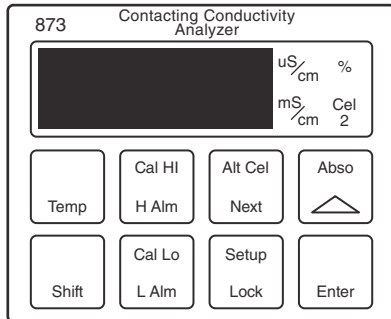 873
Contacting Conductivity
Analyzer
uS/cm %
mS/cm Cel
2
Cal HI Alt Cel Abso
Temp H Alm Next
Cal Lo Setup
Shift L Alm Lock Enter